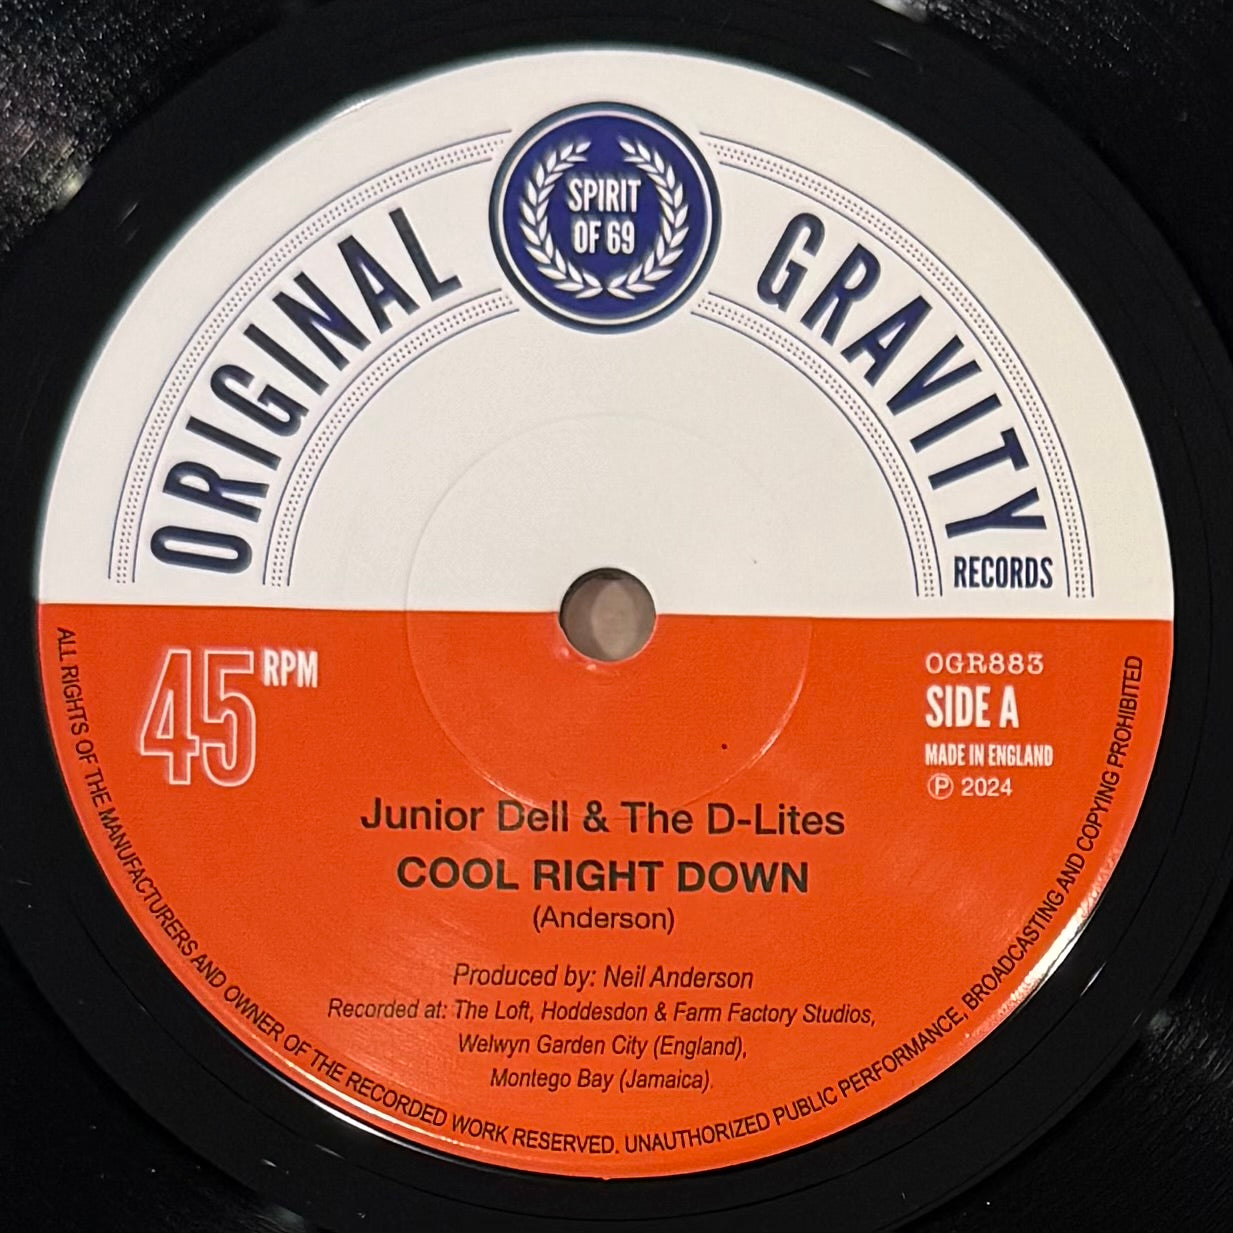 SPIRIT
OF 69
ORIGINAL GRAVITY
RECORDS
45 RPM
OGR883
SIDE A
MADE IN ENGLAND
Ⓟ 2024
Junior Dell & The D-Lites
COOL RIGHT DOWN
(Anderson)
Produced by: Neil Anderson
Recorded at: The Loft, Hoddesdon & Farm Factory Studios,
Welwyn Garden City (England),
Montego Bay (Jamaica).
ALL RIGHTS OF THE MANUFACTURERS AND OWNER OF THE RECORDED WORK RESERVED. UNAUTHORIZED PUBLIC PERFORMANCE, BROADCASTING AND COPYING PROHIBITED